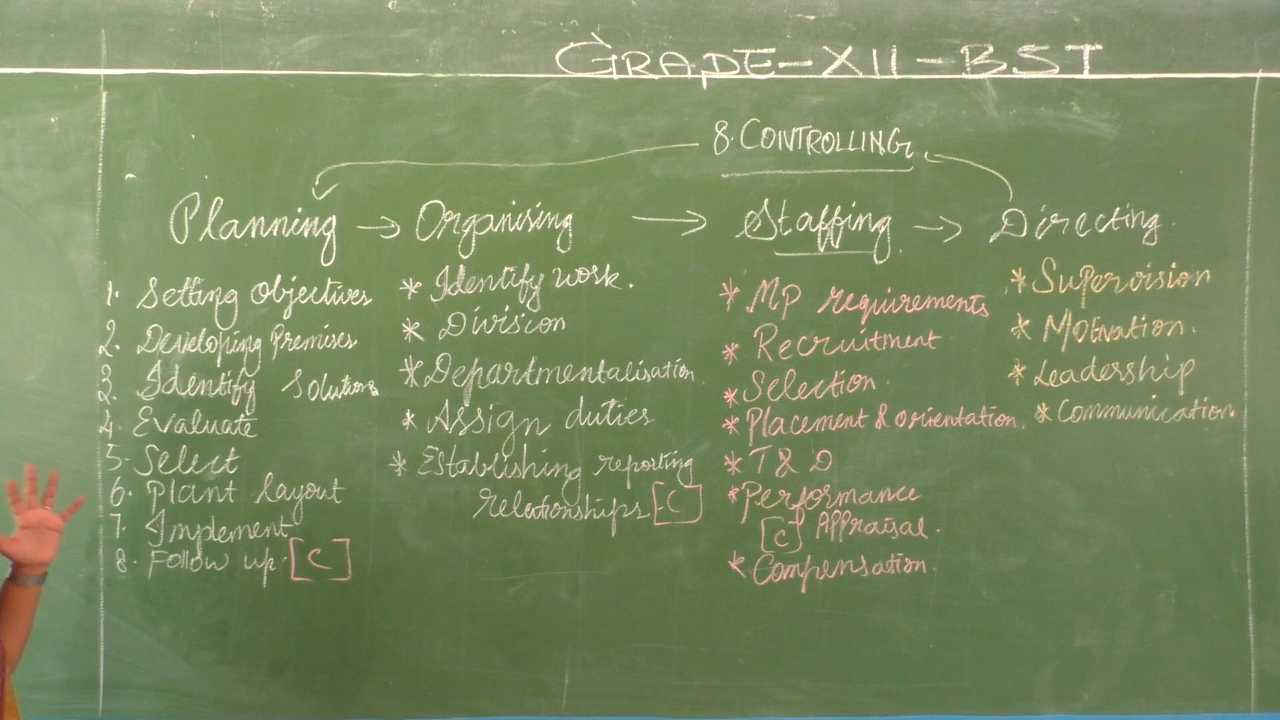 GRADE-XII-BST
8. CONTROLLING
Planning → Organising → Staffing → Directing
1. Setting Objectives
2. Developing Premises
3. Identify Solutions
4. Evaluate
5. Select
6. Plant layout
7. Implement
8. Follow up. [C]
* Identify work.
* Division
* Departmentalisation
* Assign duties
* Establishing reporting
relationships [C]
* MP requirements
* Recruitment
* Selection.
* Placement & orientation.
* T & D
* Performance
[C] Appraisal.
* Compensation.
* Supervision
* Motivation.
* Leadership
* Communication.